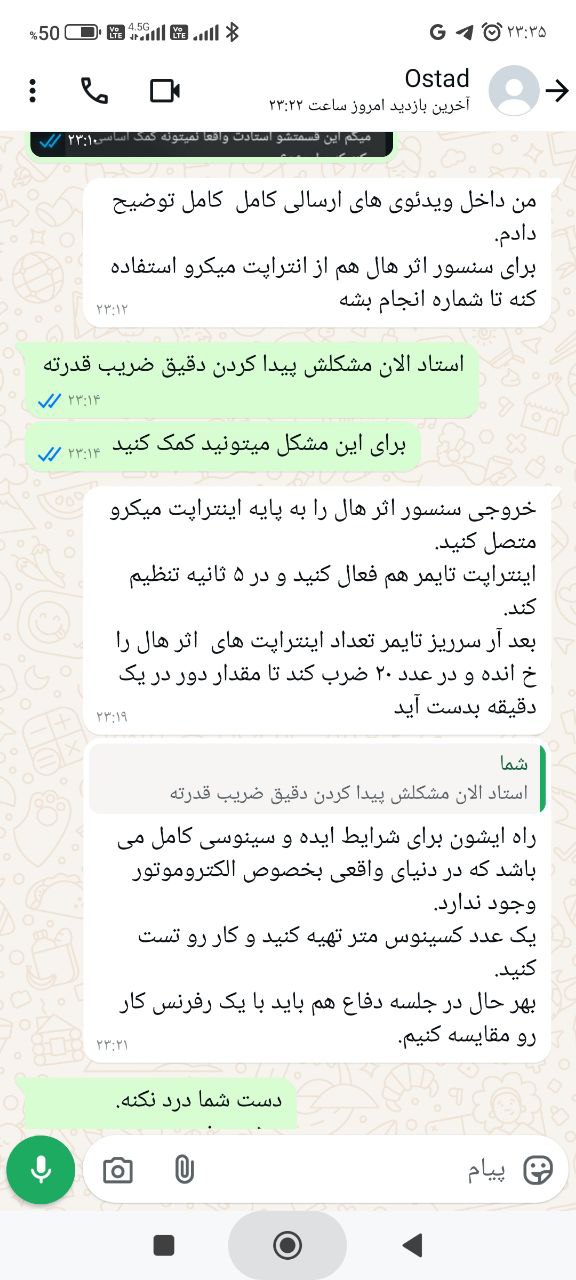 %50 4.5G ۲۳:۳۵
Ostad
آخرین بازدید امروز ساعت ۲۳:۲۲
میگم این قسمتشو استادت واقعا نمیتونه کمک اساسی
۲۳:۱۰
من داخل ویدئوی های ارسالی کامل  کامل توضیح
دادم.
برای سنسور اثر هال هم از انتراپت میکرو استفاده
کنه تا شماره انجام بشه
۲۳:۱۲
استاد الان مشکلش پیدا کردن دقیق ضریب قدرته
۲۳:۱۴
برای این مشکل میتونید کمک کنید
۲۳:۱۴
خروجی سنسور اثر هال را به پایه اینتراپت میکرو
متصل کنید.
اینتراپت تایمر هم فعال کنید و در ۵ ثانیه تنظیم
کند.
بعد آر سرریز تایمر تعداد اینتراپت های  اثر هال را
خ انده و در عدد ۲۰ ضرب کند تا مقدار دور در یک
دقیقه بدست آید
۲۳:۱۹
شما
استاد الان مشکلش پیدا کردن دقیق ضریب قدرته
راه ایشون برای شرایط ایده و سینوسی کامل می
باشد که در دنیای واقعی بخصوص الکتروموتور
وجود ندارد.
یک عدد کسینوس متر تهیه کنید و کار رو تست
کنید.
بهر حال در جلسه دفاع هم باید با یک رفرنس کار
رو مقایسه کنیم.
۲۳:۲۱
دست شما درد نکنه.
پیام